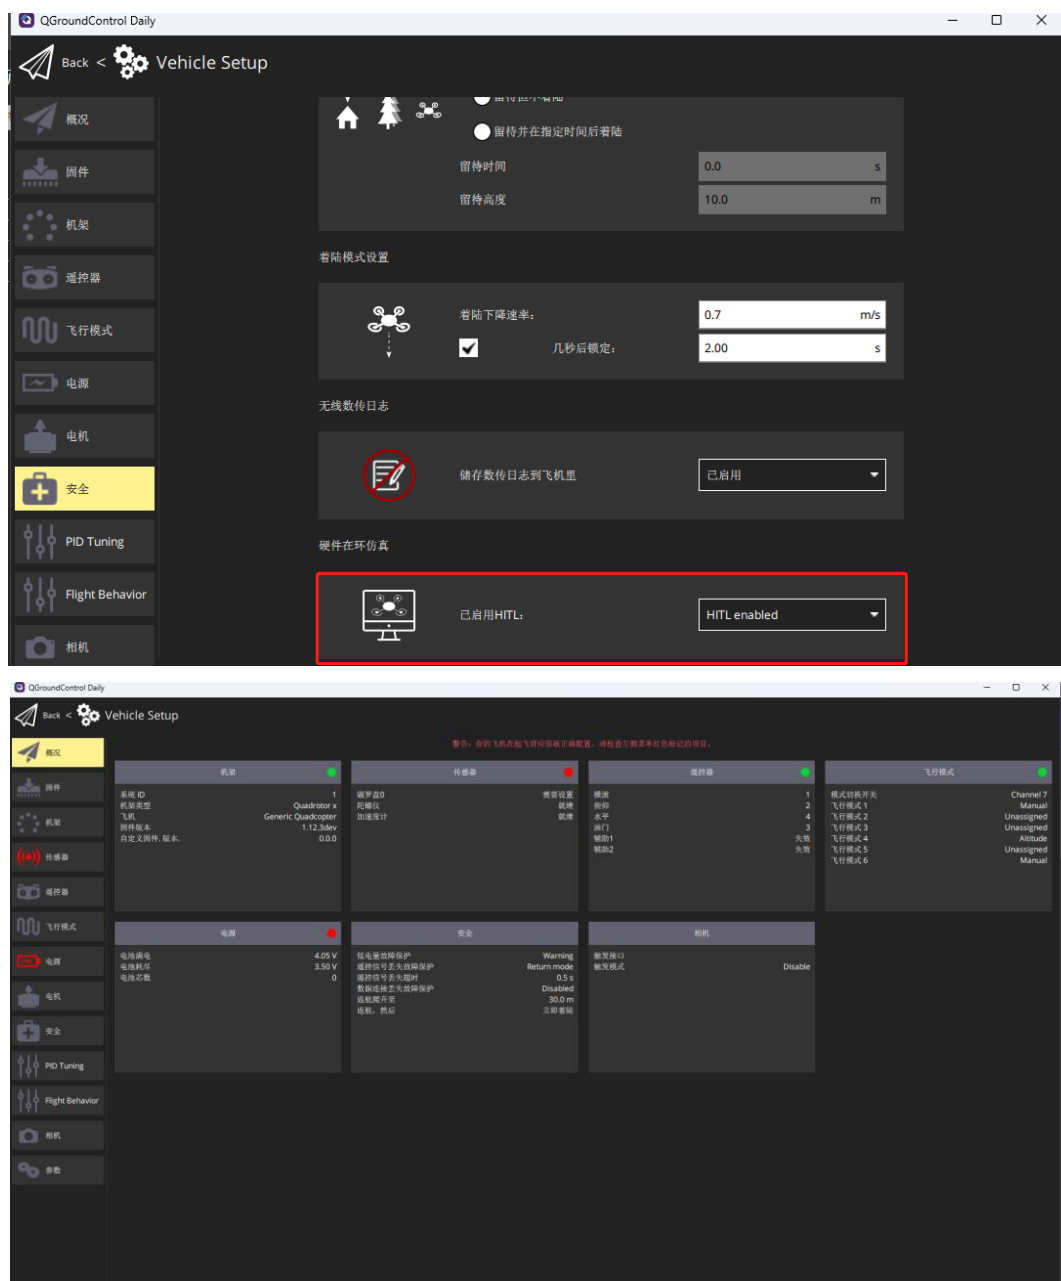 QGroundControl Daily
Back < Vehicle Setup
概况
固件
机架
遥控器
飞行模式
电源
电机
安全
PID Tuning
Flight Behavior
相机
留待但不着陆
留待并在指定时间后着陆
留待时间 0.0 s
留待高度 10.0 m
着陆模式设置
着陆下降速率: 0.7 m/s
几秒后锁定: 2.00 s
无线数传日志
储存数传日志到飞机里 已启用
硬件在环仿真
已启用HITL: HITL enabled
QGroundControl Daily
Back < Vehicle Setup
警告: 你的飞机在起飞前应该被正确配置。请检查左侧菜单红色标记的项目。
概况
固件
机架
传感器
遥控器
飞行模式
电源
电机
安全
PID Tuning
Flight Behavior
相机
参数
机架
系统 ID 1
机架类型 Quadrotor x
飞机 Generic Quadcopter
固件版本 1.12.3dev
自定义固件. 版本. 0.0.0
传感器
磁罗盘0 需要设置
陀螺仪 就绪
加速度计 就绪
遥控器
横滚 1
俯仰 2
水平 4
油门 3
辅助1 失效
辅助2 失效
飞行模式
模式切换开关 Channel 7
飞行模式 1 Manual
飞行模式 2 Unassigned
飞行模式 3 Unassigned
飞行模式 4 Altitude
飞行模式 5 Unassigned
飞行模式 6 Manual
电源
电池满电 4.05 V
电池耗尽 3.50 V
电池芯数 0
安全
低电量故障保护 Warning
遥控信号丢失故障保护 Return mode
遥控信号丢失超时 0.5 s
数据连接丢失故障保护 Disabled
返航爬升至 30.0 m
返航, 然后 立即着陆
相机
触发接口
触发模式 Disable